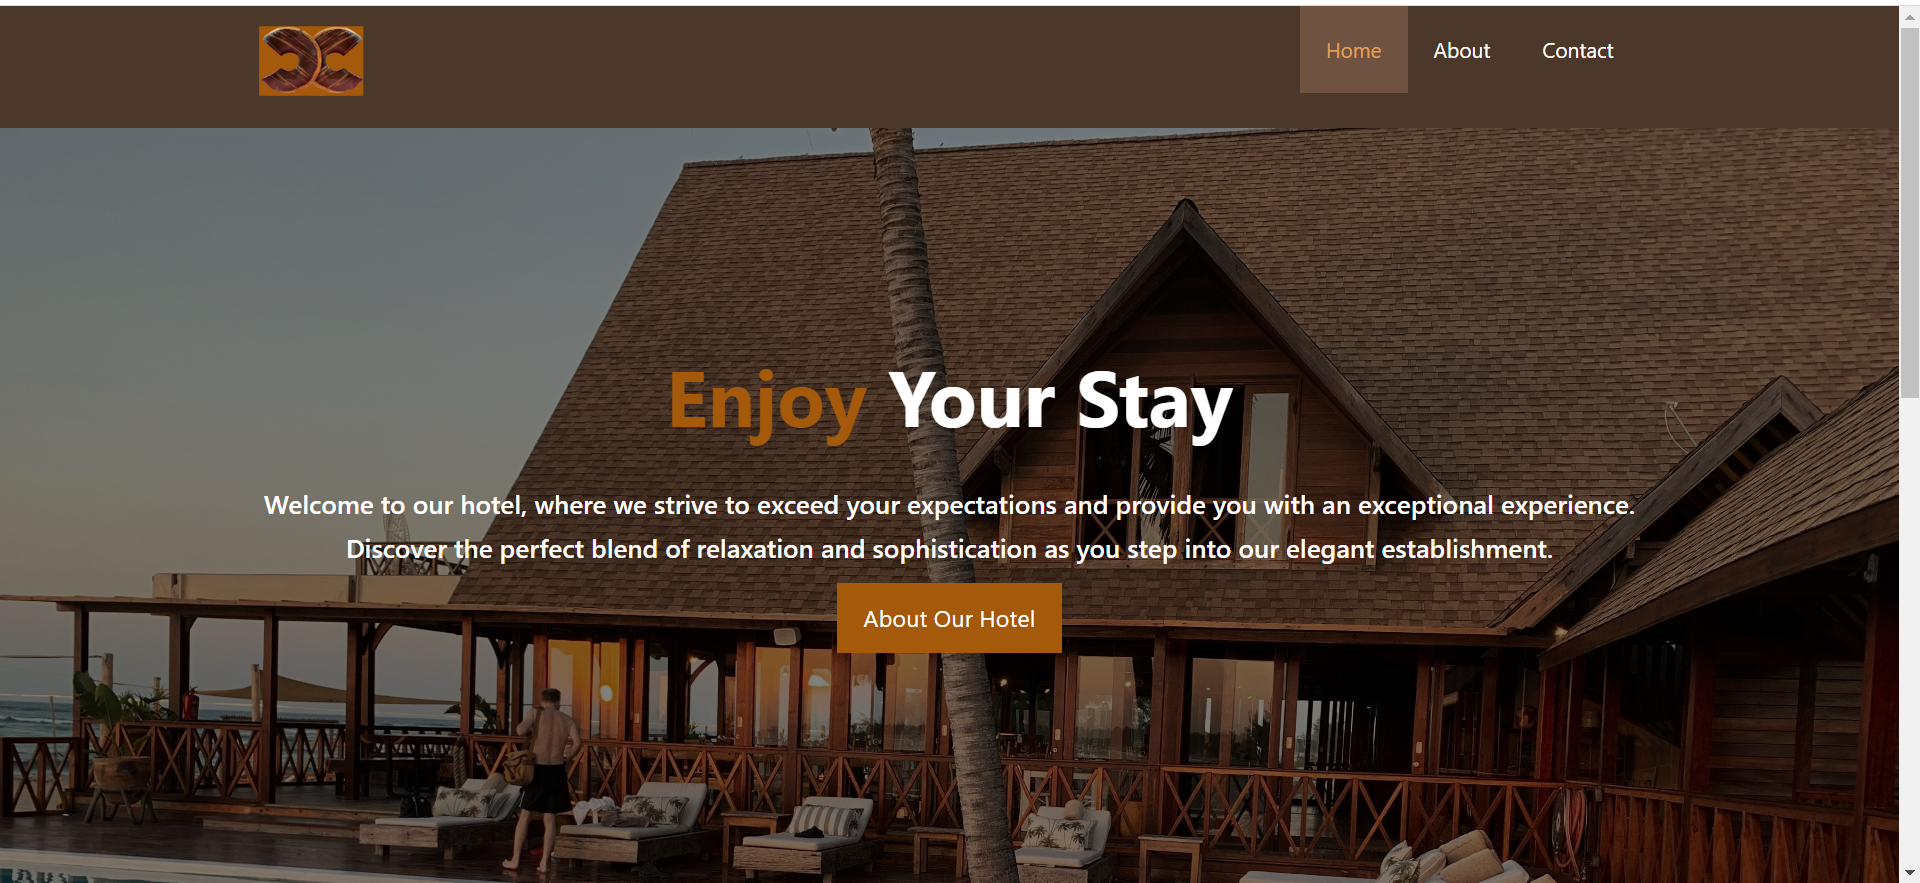 Home About Contact
Enjoy Your Stay
Welcome to our hotel, where we strive to exceed your expectations and provide you with an exceptional experience.
Discover the perfect blend of relaxation and sophistication as you step into our elegant establishment.
About Our Hotel